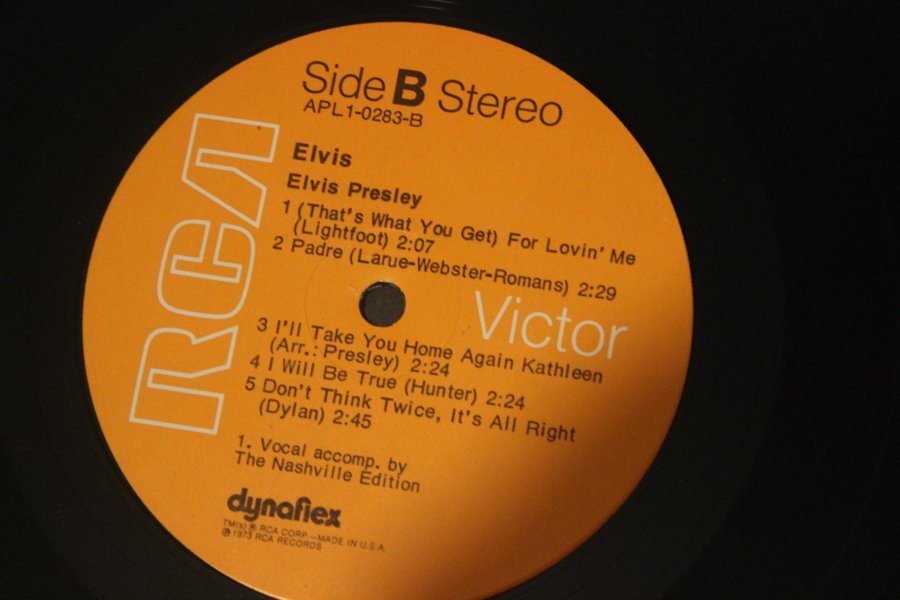 Side B Stereo
APL1-0283-B
RCA
Elvis
Elvis Presley
1 (That's What You Get) For Lovin' Me
(Lightfoot) 2:07
2 Padre (Larue-Webster-Romans) 2:29
Victor
3 I'll Take You Home Again Kathleen
(Arr.: Presley) 2:24
4 I Will Be True (Hunter) 2:24
5 Don't Think Twice, It's All Right
(Dylan) 2:45
1. Vocal accomp. by
The Nashville Edition
dynaflex
TM(s) ® RCA CORP.—MADE IN U.S.A.
℗ 1973 RCA RECORDS